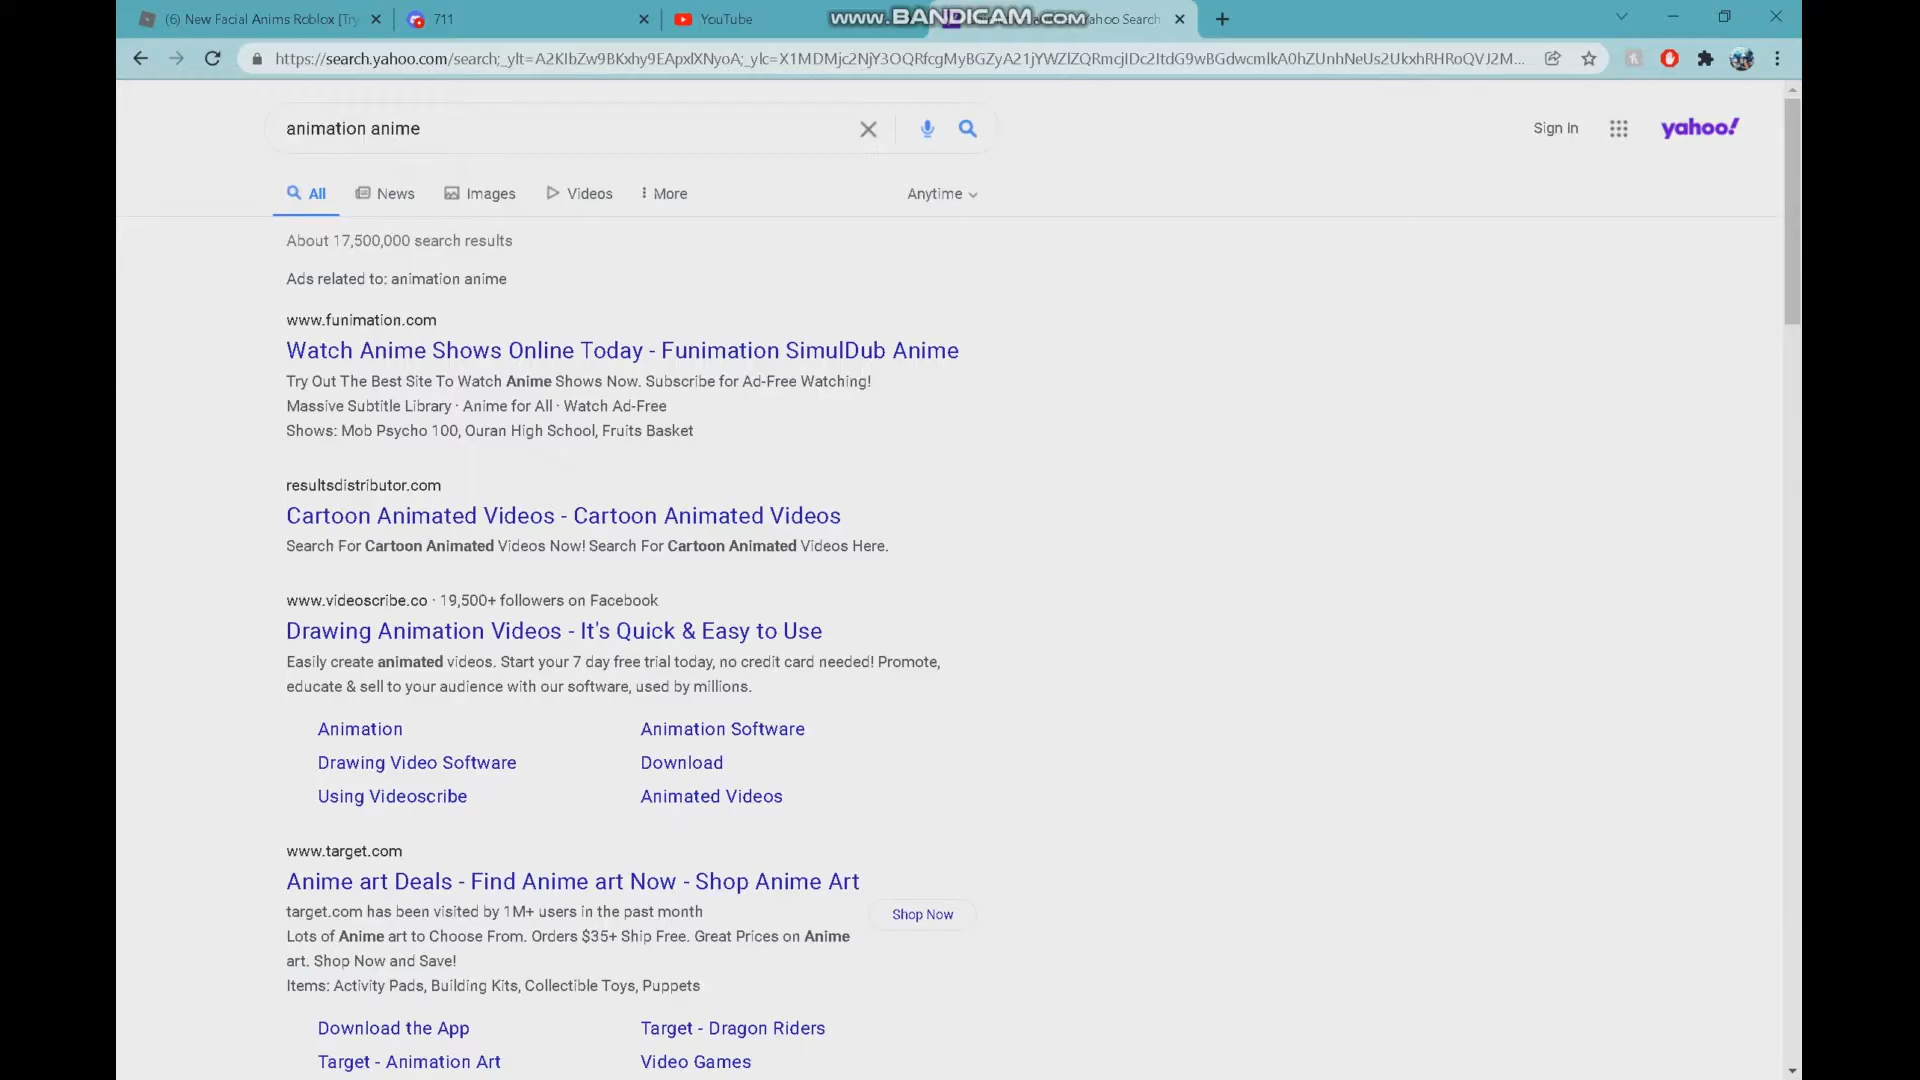 (6) New Facial Anims Roblox [Try
711
YouTube
www.BANDICAM.com
ahoo Search
https://search.yahoo.com/search;_ylt=
animation anime
Sign In
yahoo!
All
News
Images
Videos
More
Anytime
About 17,500,000 search results
Ads related to: animation anime
www.funimation.com
Watch Anime Shows Online Today - Funimation SimulDub Anime
Try Out The Best Site To Watch Anime Shows Now. Subscribe for Ad-Free Watching!
Massive Subtitle Library · Anime for All · Watch Ad-Free
Shows: Mob Psycho 100, Ouran High School, Fruits Basket
resultsdistributor.com
Cartoon Animated Videos - Cartoon Animated Videos
Search For Cartoon Animated Videos Now! Search For Cartoon Animated Videos Here.
www.videoscribe.co · 19,500+ followers on Facebook
Drawing Animation Videos - It's Quick & Easy to Use
Easily create animated videos. Start your 7 day free trial today, no credit card needed! Promote,
educate & sell to your audience with our software, used by millions.
Animation
Animation Software
Drawing Video Software
Download
Using Videoscribe
Animated Videos
www.target.com
Anime art Deals - Find Anime art Now - Shop Anime Art
target.com has been visited by 1M+ users in the past month
Shop Now
Lots of Anime art to Choose From. Orders $35+ Ship Free. Great Prices on Anime
art. Shop Now and Save!
Items: Activity Pads, Building Kits, Collectible Toys, Puppets
Download the App
Target - Dragon Riders
Target - Animation Art
Video Games